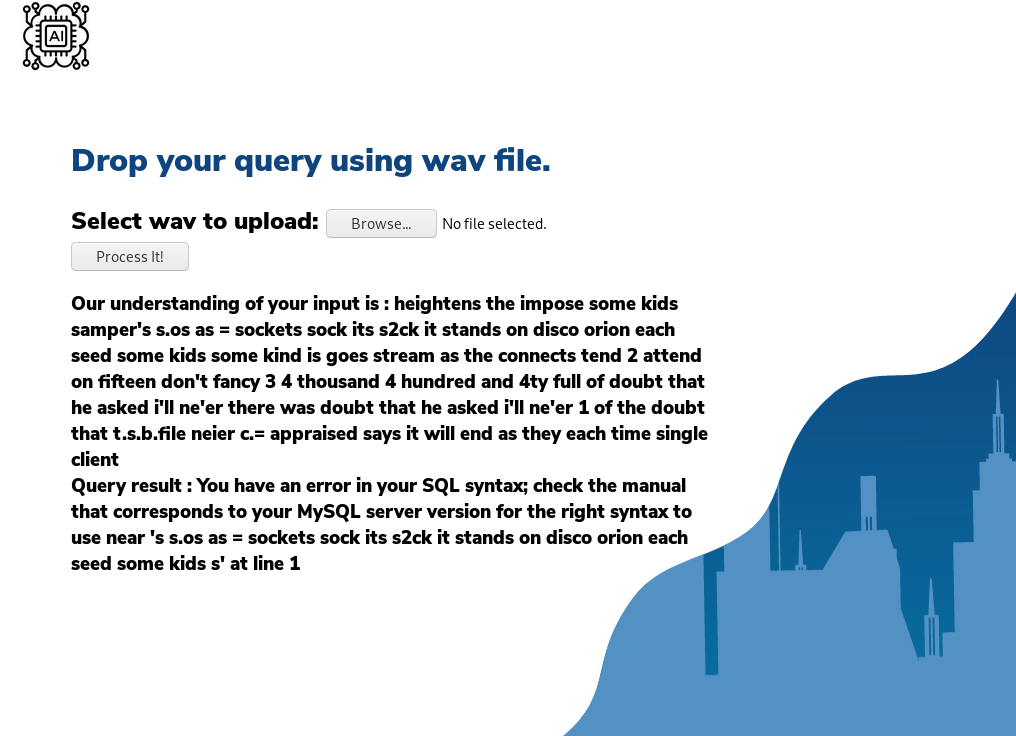 AI
Drop your query using wav file.
Select wav to upload: Browse... No file selected.
Process It!
Our understanding of your input is : heightens the impose some kids
samper's s.os as = sockets sock its s2ck it stands on disco orion each
seed some kids some kind is goes stream as the connects tend 2 attend
on fifteen don't fancy 3 4 thousand 4 hundred and 4ty full of doubt that
he asked i'll ne'er there was doubt that he asked i'll ne'er 1 of the doubt
that t.s.b.file neier c.= appraised says it will end as they each time single
client
Query result : You have an error in your SQL syntax; check the manual
that corresponds to your MySQL server version for the right syntax to
use near 's s.os as = sockets sock its s2ck it stands on disco orion each
seed some kids s' at line 1